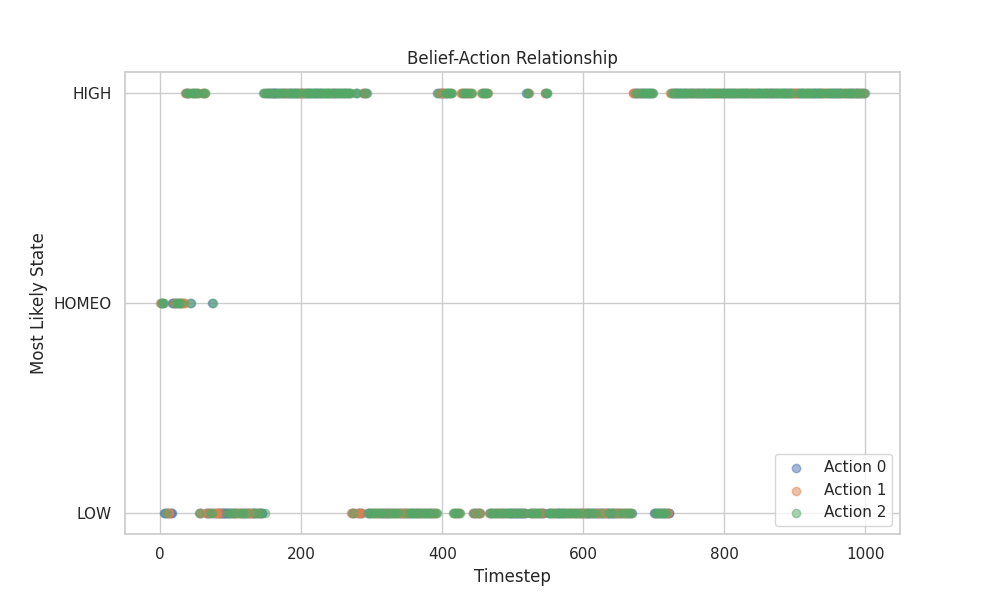 Belief-Action Relationship
HIGH
HOMEO
LOW
Most Likely State
0
200
400
600
800
1000
Timestep
Action 0
Action 1
Action 2